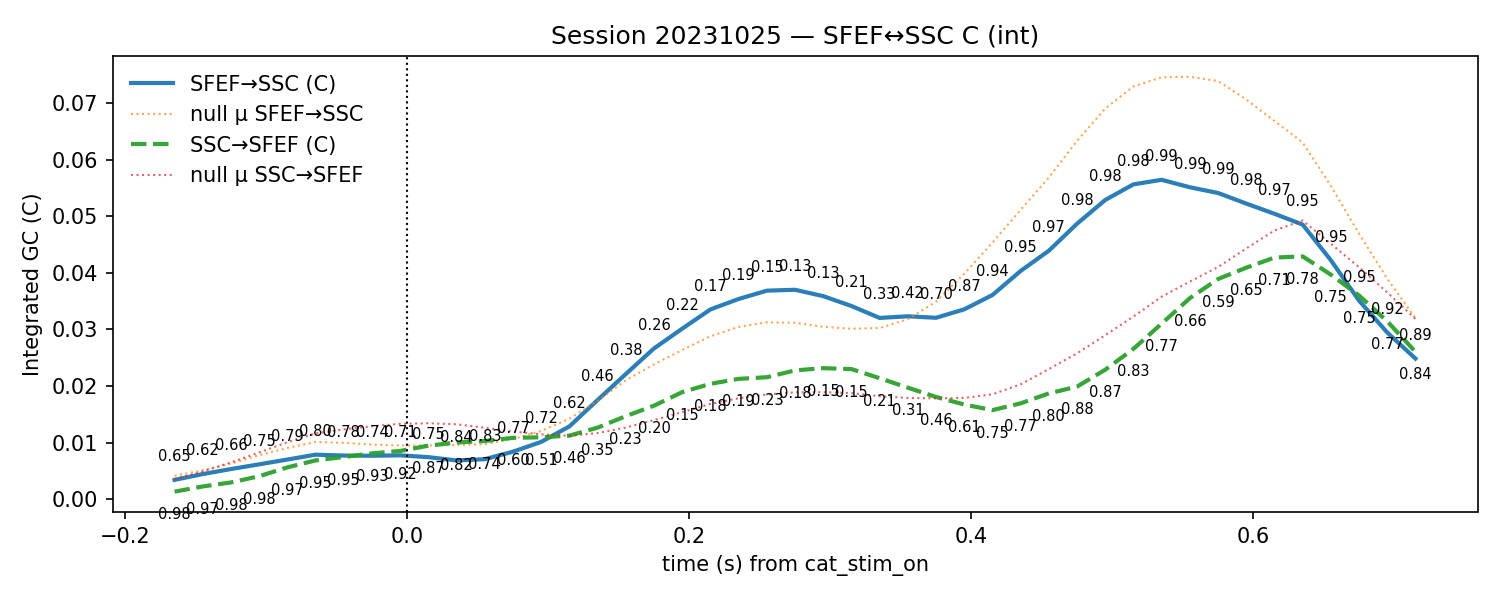 Session 20231025 — SFEF↔SSC C (int)
SFEF→SSC (C)
null μ SFEF→SSC
SSC→SFEF (C)
null μ SSC→SFEF
Integrated GC (C)
0.07
0.06
0.05
0.04
0.03
0.02
0.01
0.00
0.65 0.62 0.66 0.75 0.79 0.80 0.78 0.74 0.71 0.75 0.84 0.83 0.77 0.72 0.62 0.46 0.38 0.26 0.22 0.17 0.19 0.15 0.13 0.13 0.21 0.33 0.42 0.70 0.87 0.94 0.95 0.97 0.98 0.98 0.98 0.99 0.99 0.99 0.98 0.97 0.95 0.95 0.95 0.92 0.89
0.98 0.97 0.98 0.98 0.97 0.95 0.95 0.93 0.92 0.87 0.82 0.74 0.60 0.51 0.46 0.35 0.23 0.20 0.15 0.18 0.19 0.23 0.18 0.15 0.15 0.21 0.31 0.46 0.61 0.75 0.77 0.80 0.88 0.87 0.83 0.77 0.66 0.59 0.65 0.71 0.78 0.75 0.75 0.77 0.84
−0.2 0.0 0.2 0.4 0.6
time (s) from cat_stim_on